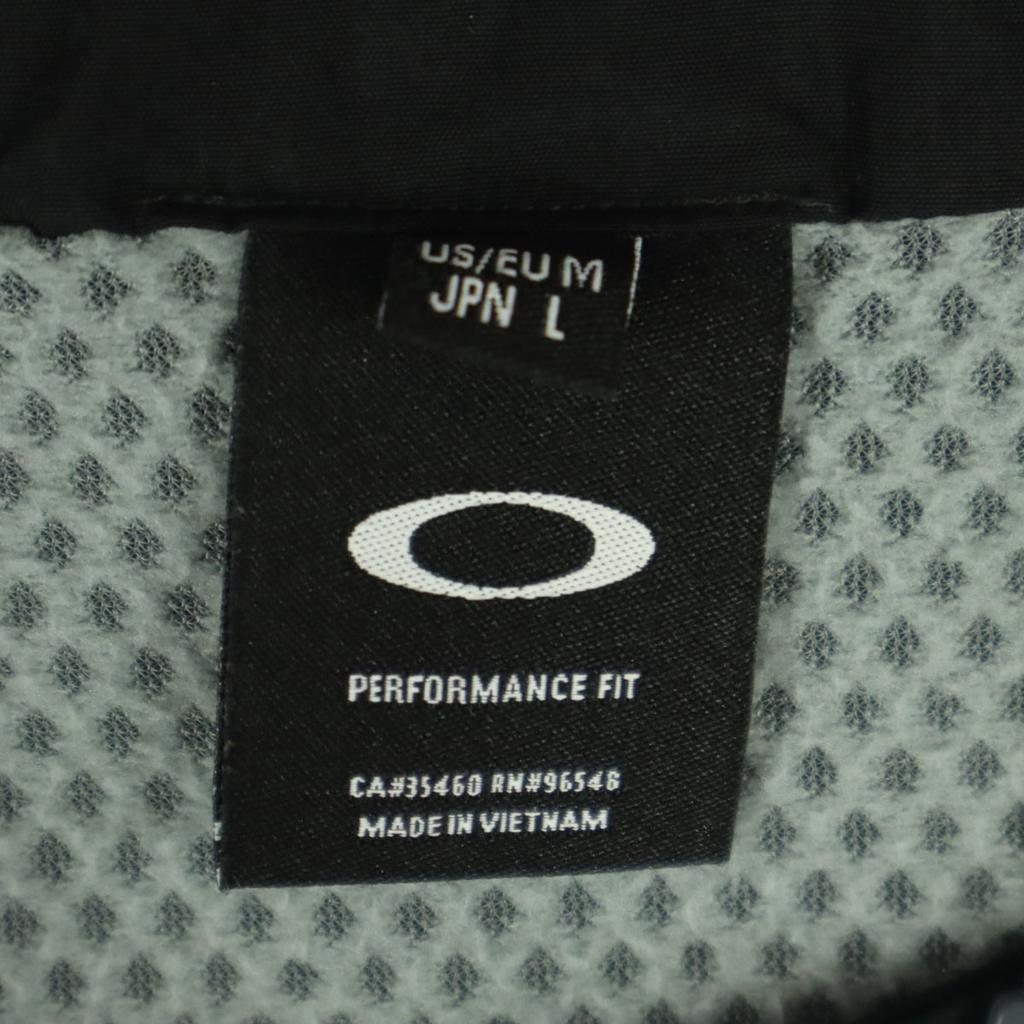 US/EU M
JPN L
PERFORMANCE FIT
CA#35460 RN#96548
MADE IN VIETNAM